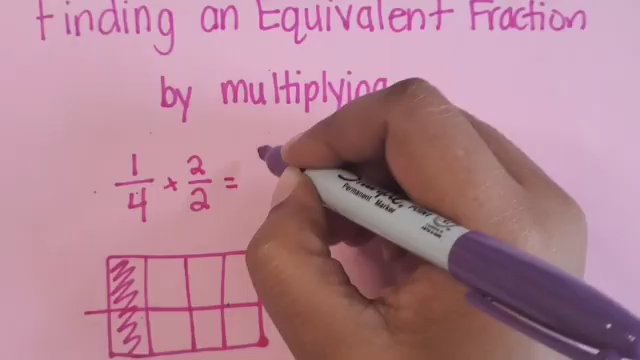 Finding an Equivalent Fraction
by multiplying
1/4 × 2/2 =
Sharpie
Permanent Marker